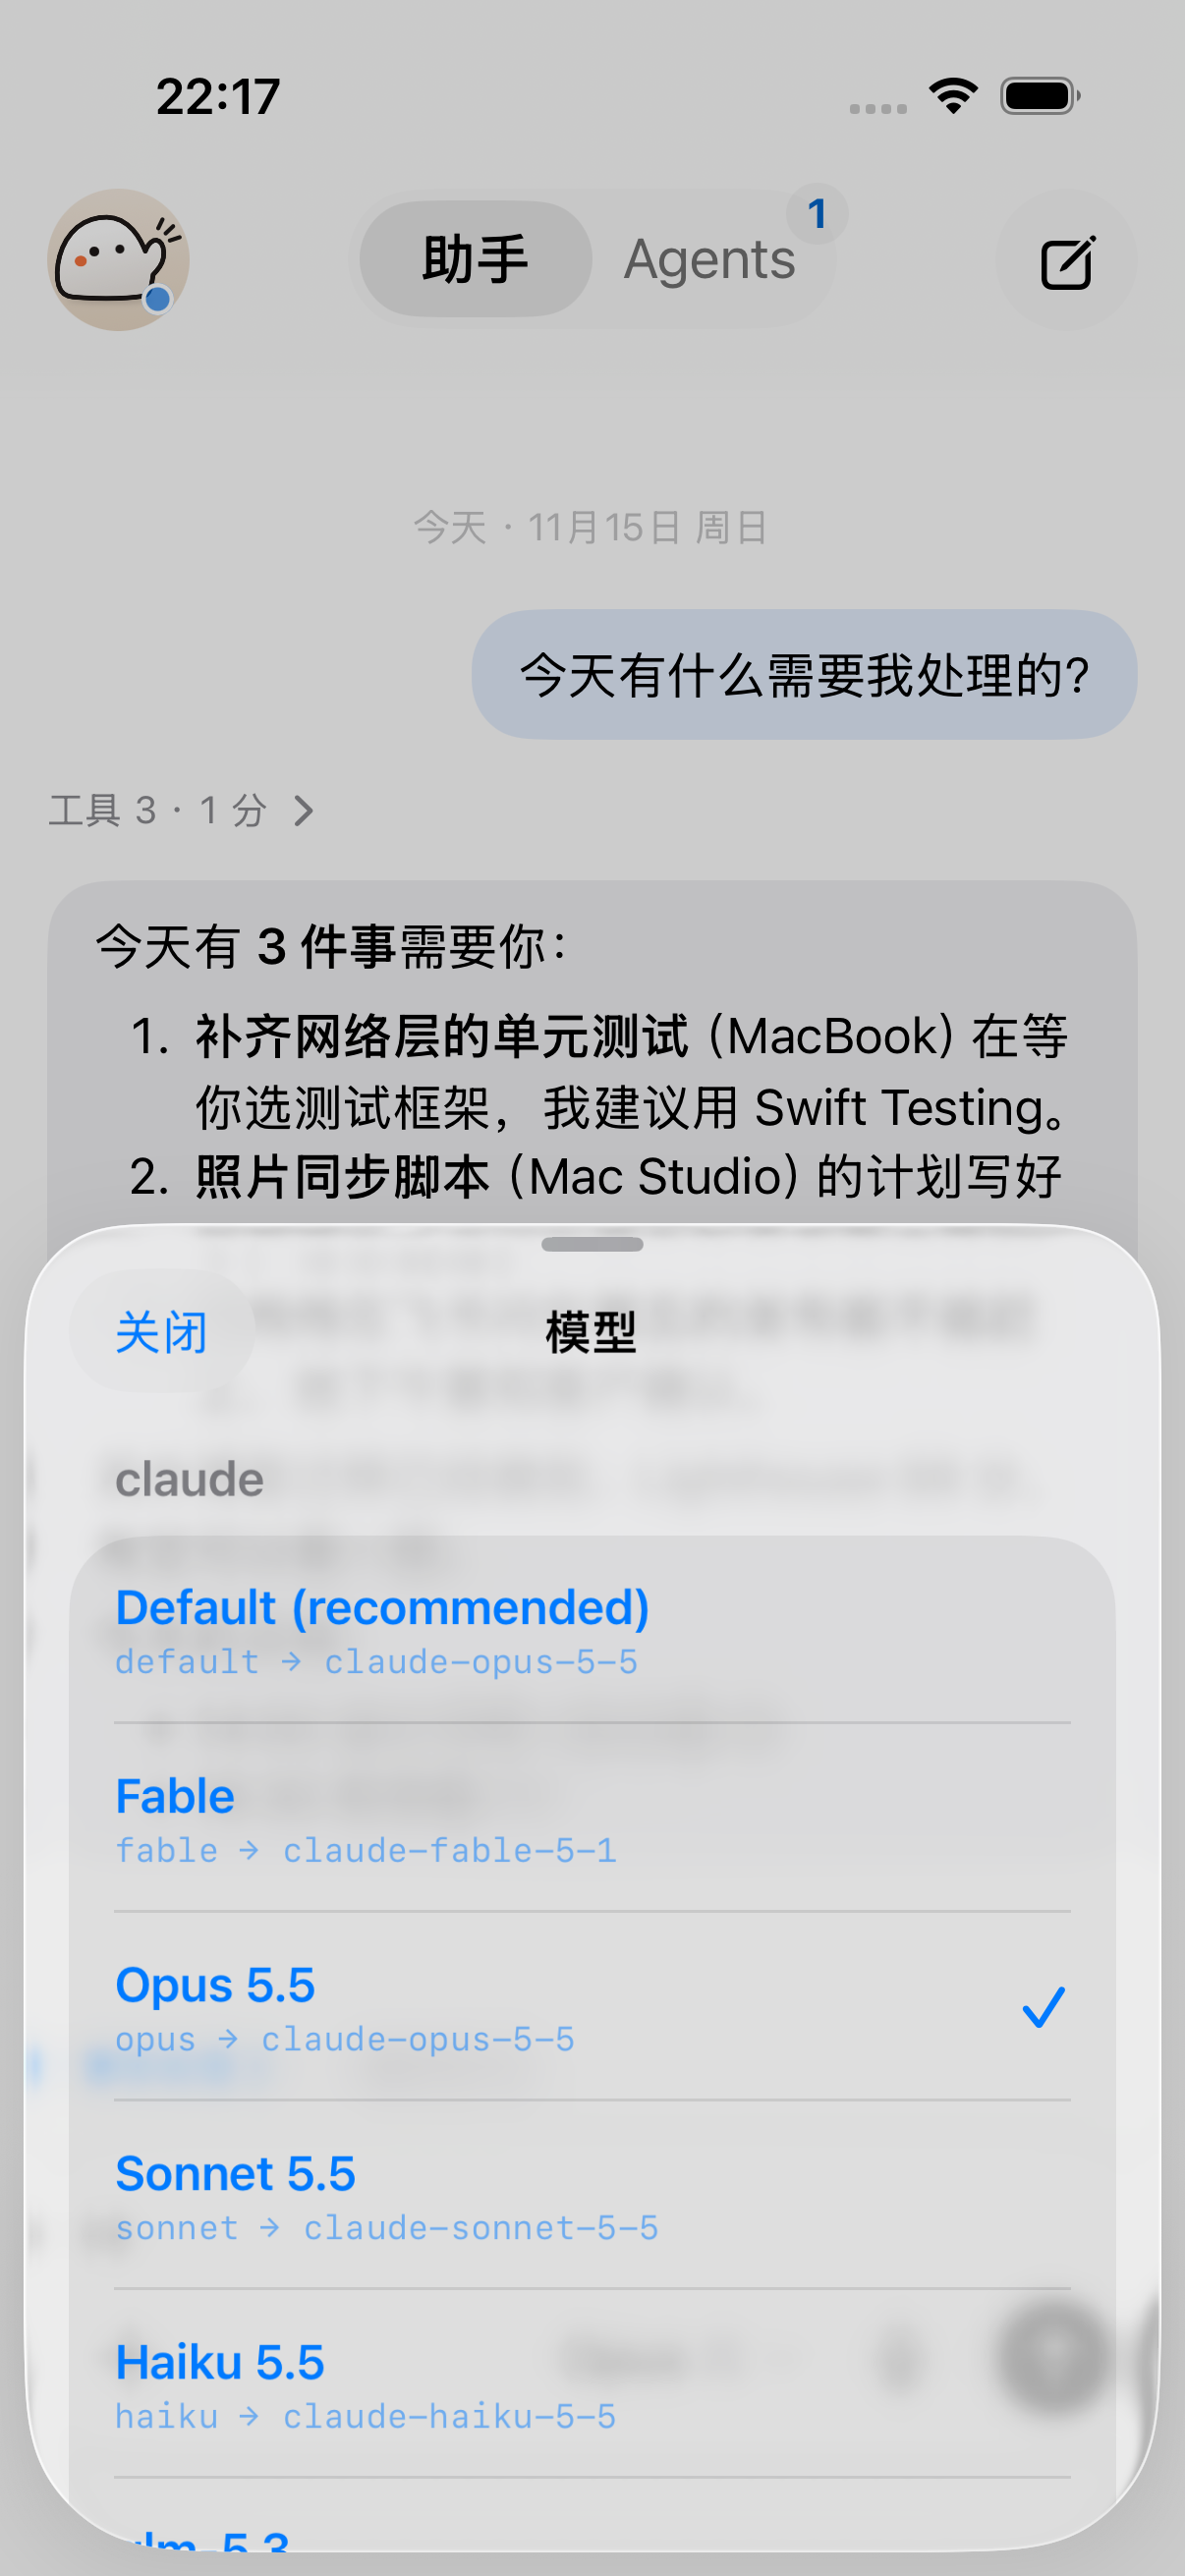 22:17
助手
Agents
1
今天 · 11月15日 周日
今天有什么需要我处理的?
工具 3 · 1 分
今天有 3 件事需要你：
1. 补齐网络层的单元测试（MacBook）在等
你选测试框架，我建议用 Swift Testing。
2. 照片同步脚本（Mac Studio）的计划写好
关闭
模型
claude
Default (recommended)
default → claude-opus-5-5
Fable
fable → claude-fable-5-1
Opus 5.5
opus → claude-opus-5-5
Sonnet 5.5
sonnet → claude-sonnet-5-5
Haiku 5.5
haiku → claude-haiku-5-5